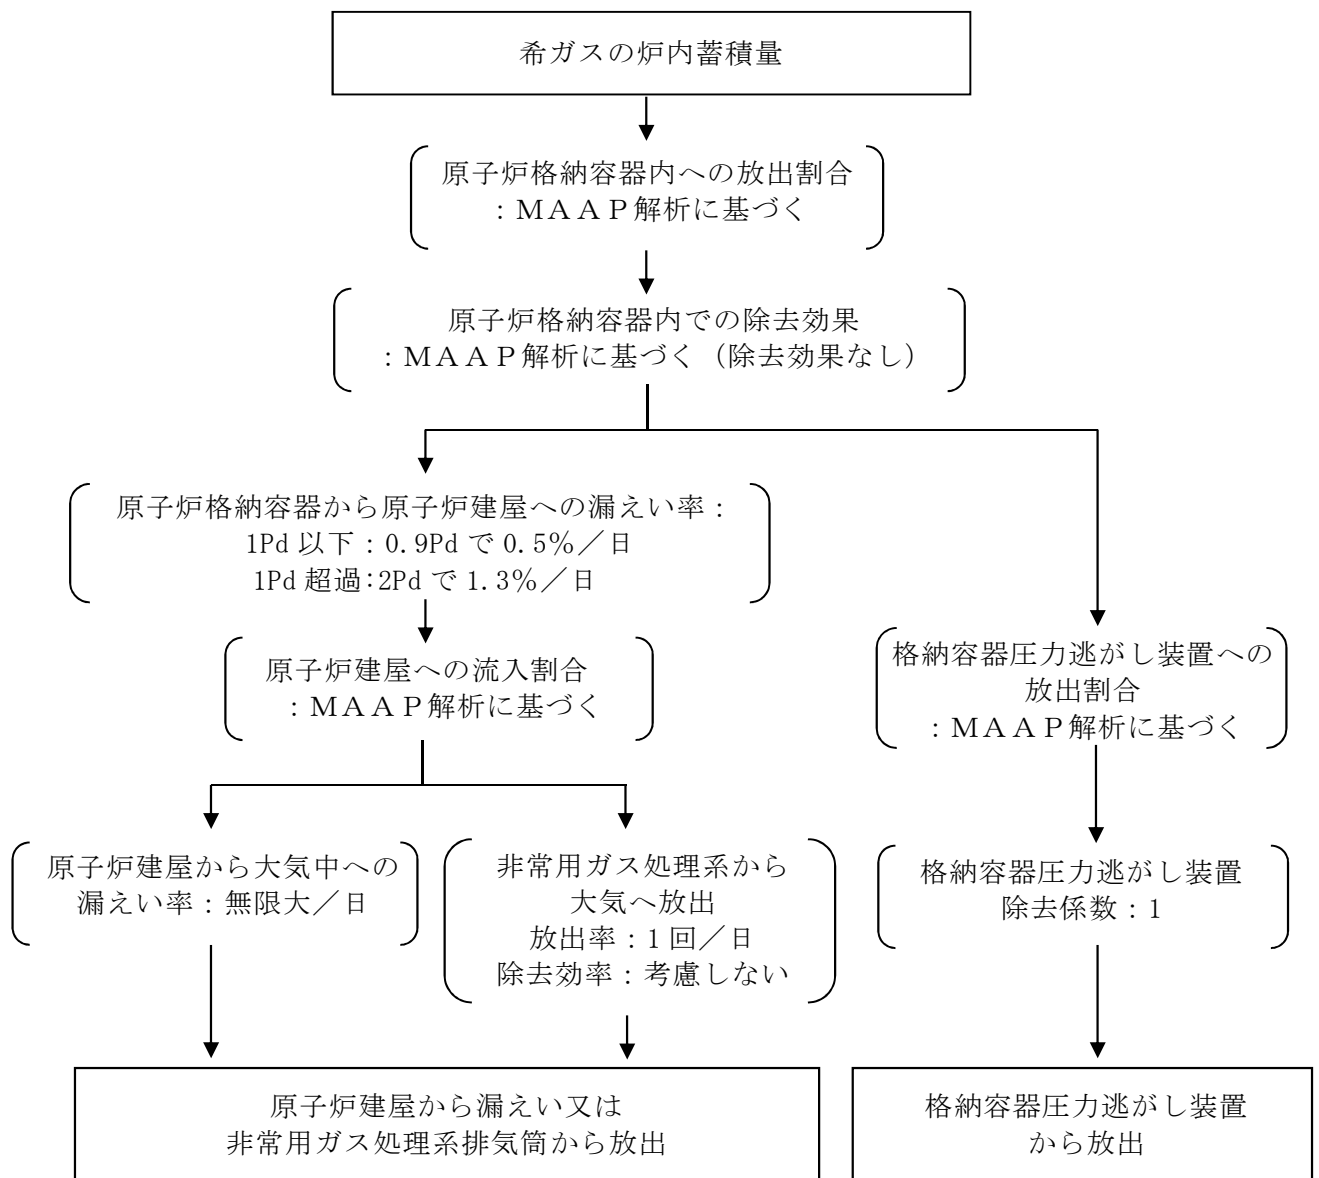 希ガスの炉内蓄積量
原子炉格納容器内への放出割合
：ＭＡＡＰ解析に基づく
原子炉格納容器内での除去効果
：ＭＡＡＰ解析に基づく（除去効果なし）
原子炉格納容器から原子炉建屋への漏えい率：
1Pd 以下：0.9Pd で 0.5％／日
1Pd 超過：2Pd で 1.3％／日
原子炉建屋への流入割合
：ＭＡＡＰ解析に基づく
格納容器圧力逃がし装置への
放出割合
：ＭＡＡＰ解析に基づく
原子炉建屋から大気中への
漏えい率：無限大／日
非常用ガス処理系から
大気へ放出
放出率：1 回／日
除去効率：考慮しない
格納容器圧力逃がし装置
除去係数：1
原子炉建屋から漏えい又は
非常用ガス処理系排気筒から放出
格納容器圧力逃がし装置
から放出